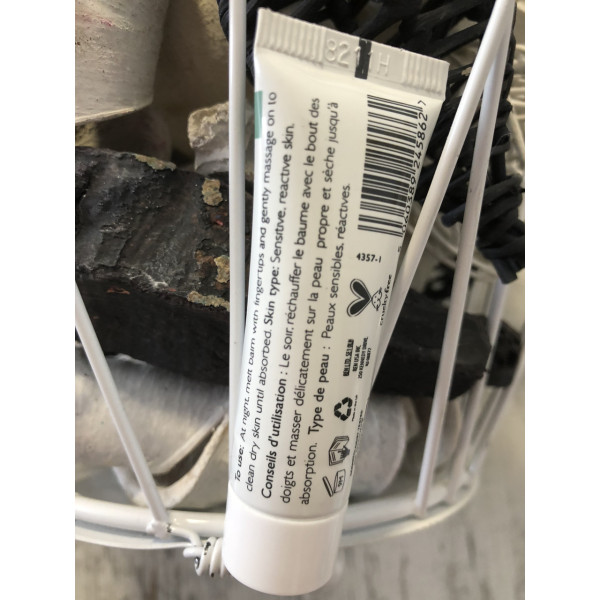 To use: At night, melt balm with fingertips and gently massage on to
clean dry skin until absorbed. Skin type: Sensitive, reactive skin.
Conseils d'utilisation : Le soir, réchauffer le baume avec le bout des
doigts et masser délicatement sur la peau propre et sèche jusqu'à
absorption. Type de peau : Peaux sensibles, réactives.
4357-1
crueltyfree